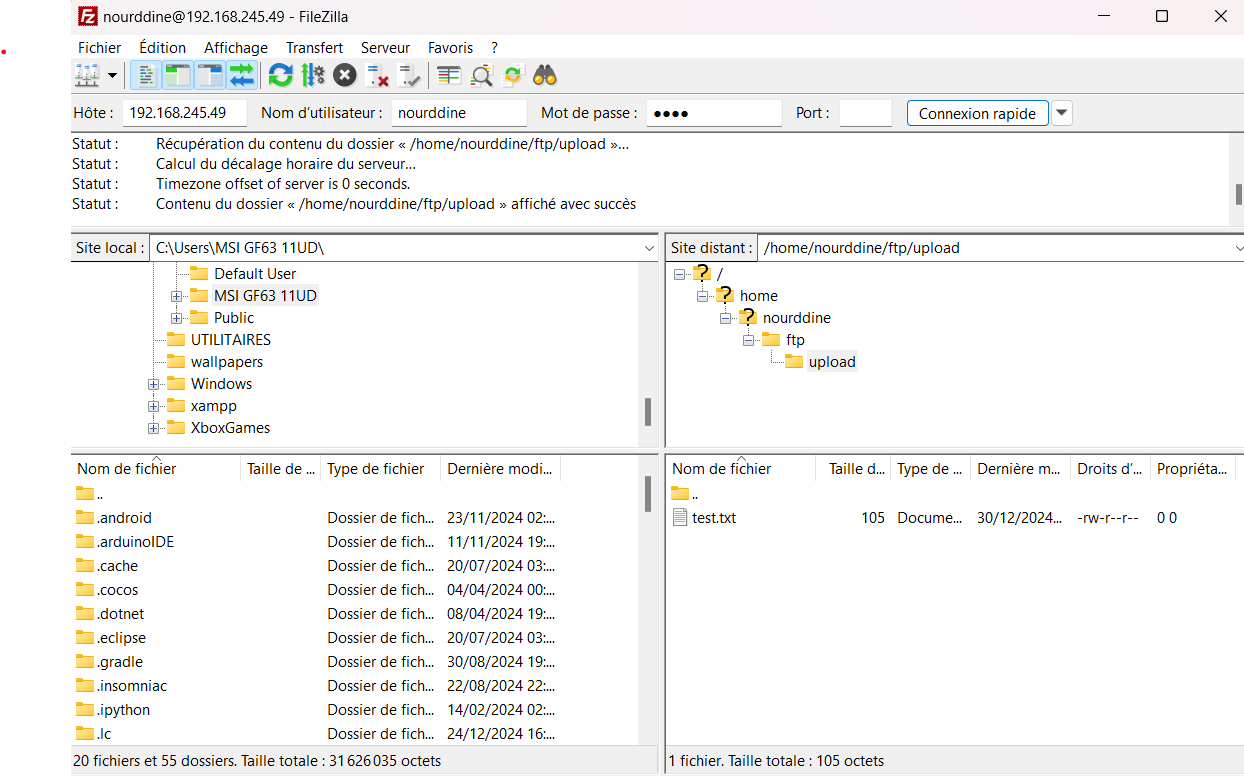 nourddine@192.168.245.49 - FileZilla
Fichier Édition Affichage Transfert Serveur Favoris ?
Hôte : 192.168.245.49 Nom d'utilisateur : nourddine Mot de passe : ●●●● Port : Connexion rapide
Statut : Récupération du contenu du dossier « /home/nourddine/ftp/upload »...
Statut : Calcul du décalage horaire du serveur...
Statut : Timezone offset of server is 0 seconds.
Statut : Contenu du dossier « /home/nourddine/ftp/upload » affiché avec succès
Site local : C:\Users\MSI GF63 11UD\
Default User
MSI GF63 11UD
Public
UTILITAIRES
wallpapers
Windows
xampp
XboxGames
Site distant : /home/nourddine/ftp/upload
/
home
nourddine
ftp
upload
Nom de fichier Taille de ... Type de fichier Dernière modi...
..
.android Dossier de fich... 23/11/2024 02:...
.arduinoIDE Dossier de fich... 11/11/2024 19:...
.cache Dossier de fich... 20/07/2024 03:...
.cocos Dossier de fich... 04/04/2024 00:...
.dotnet Dossier de fich... 08/04/2024 19:...
.eclipse Dossier de fich... 20/07/2024 03:...
.gradle Dossier de fich... 30/08/2024 19:...
.insomniac Dossier de fich... 22/08/2024 22:...
.ipython Dossier de fich... 14/02/2024 02:...
.lc Dossier de fich... 24/12/2024 16:...
20 fichiers et 55 dossiers. Taille totale : 31 626 035 octets
Nom de fichier Taille d... Type de ... Dernière m... Droits d'... Propriéta...
..
test.txt 105 Docume... 30/12/2024... -rw-r--r-- 0 0
1 fichier. Taille totale : 105 octets